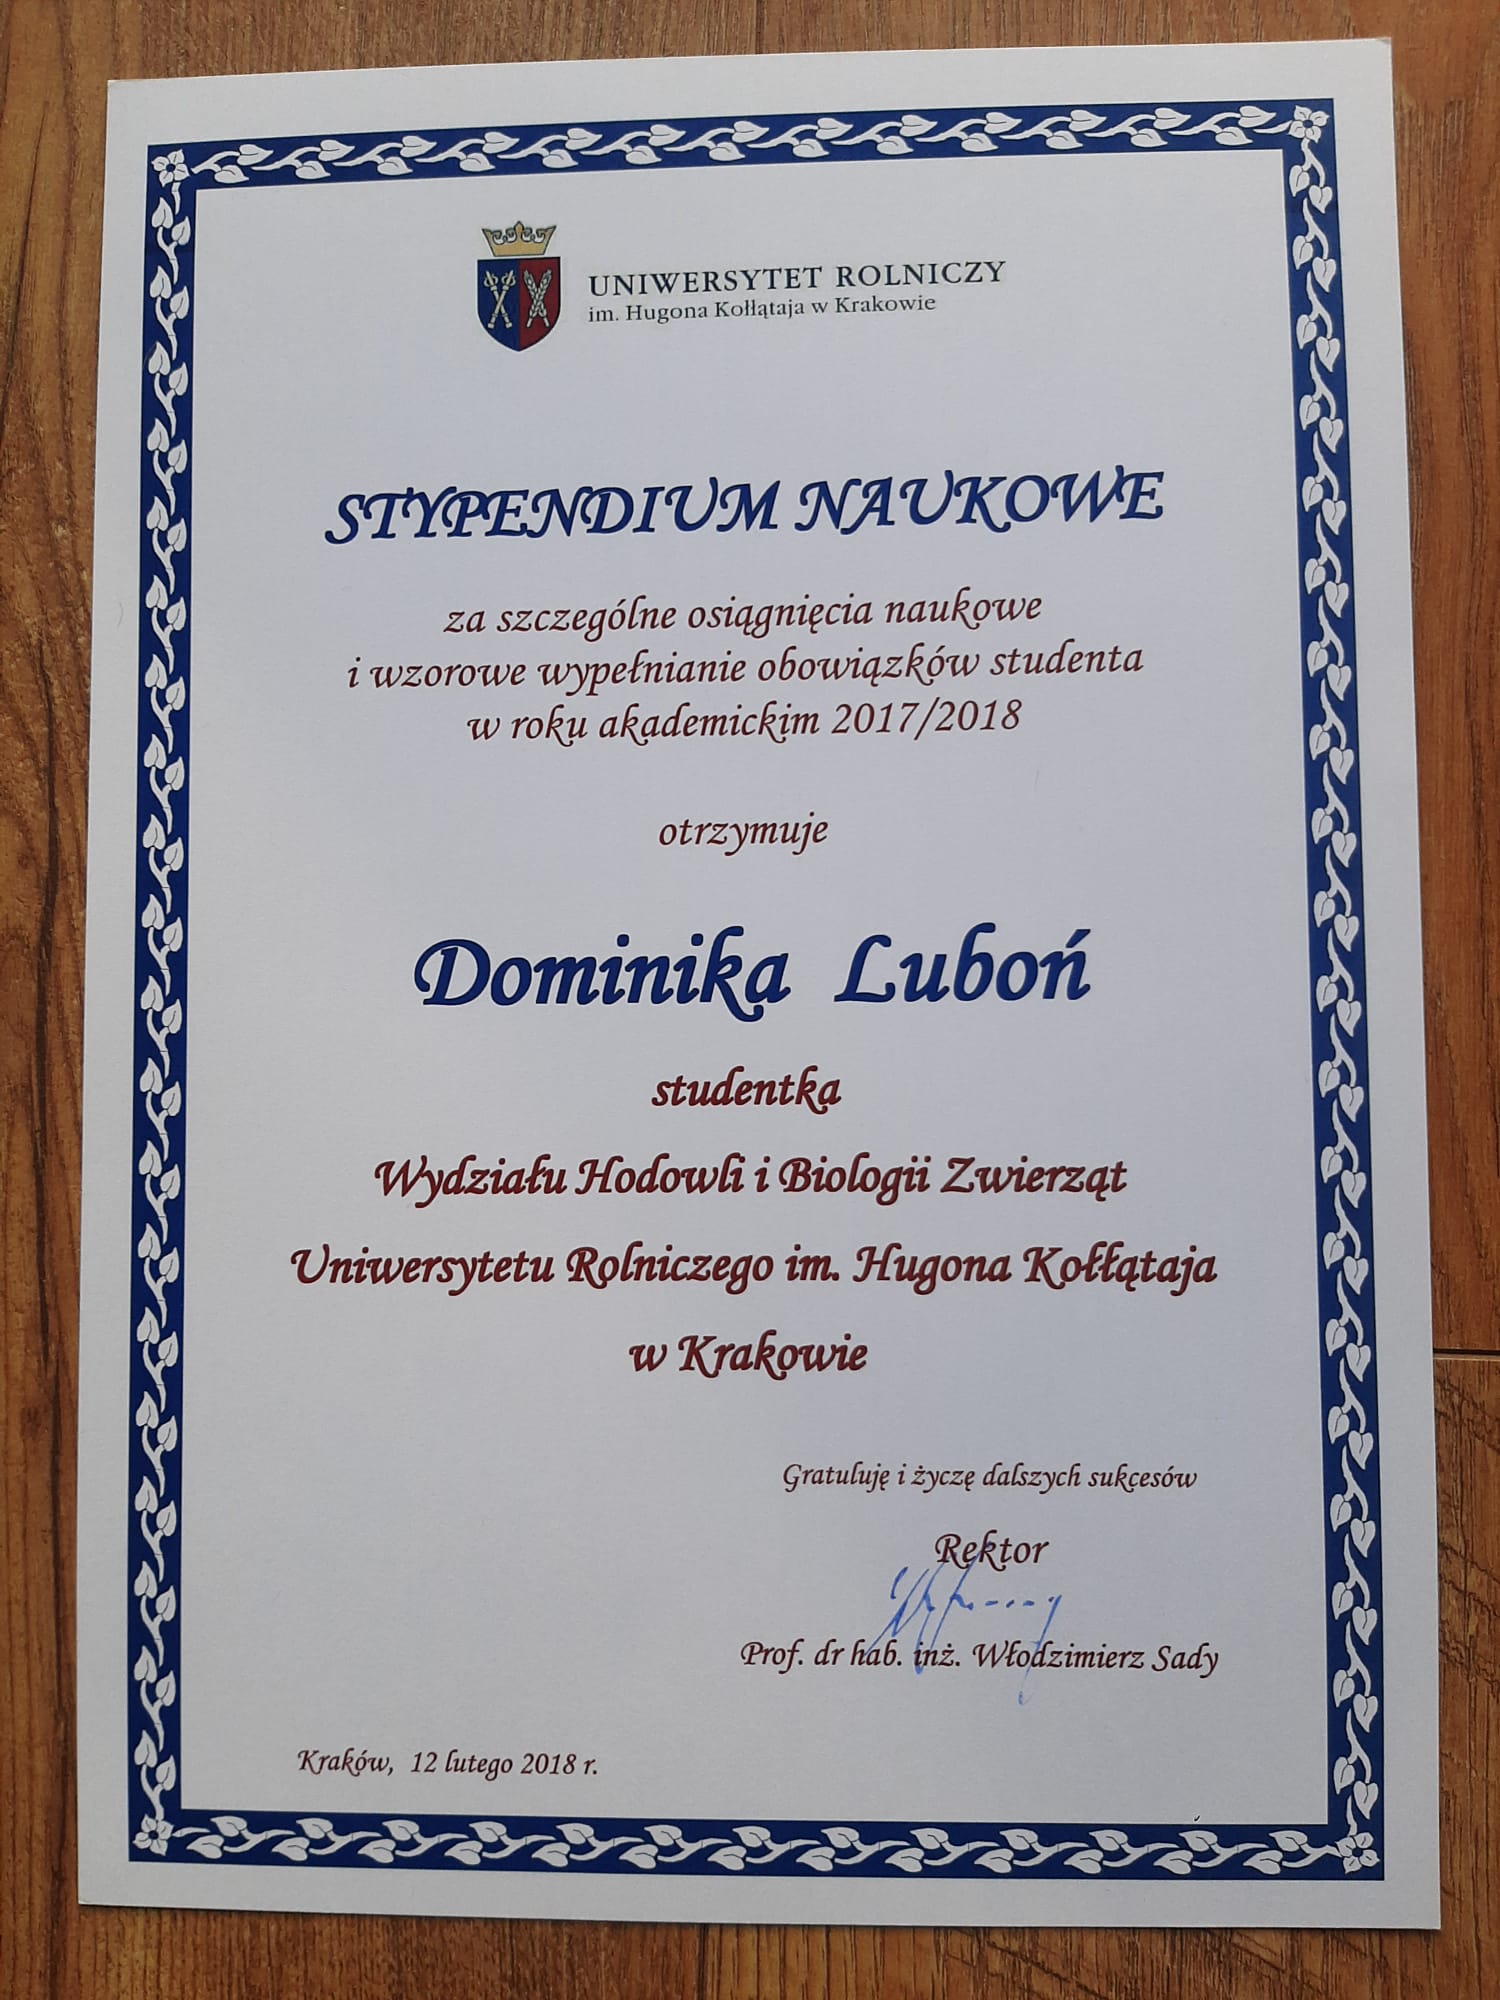 UNIWERSYTET ROLNICZY
im. Hugona Kołłątaja w Krakowie
STYPENDIUM NAUKOWE
za szczególne osiągnięcia naukowe
i wzorowe wypełnianie obowiązków studenta
w roku akademickim 2017/2018
otrzymuje
Dominika Luboń
studentka
Wydziału Hodowli i Biologii Zwierząt
Uniwersytetu Rolniczego im. Hugona Kołłątaja
w Krakowie
Gratuluję i życzę dalszych sukcesów
Rektor
Prof. dr hab. inż. Włodzimierz Sady
Kraków, 12 lutego 2018 r.